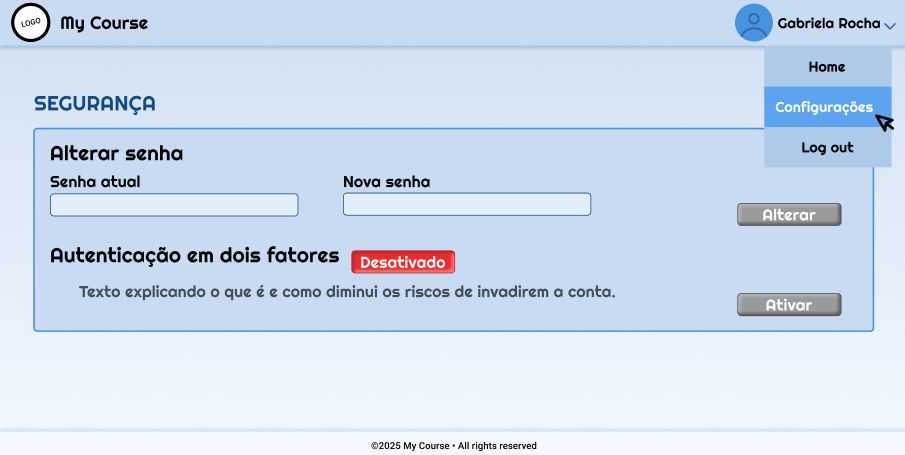 LOGO
My Course
Gabriela Rocha
Home
Configurações
Log out
SEGURANÇA
Alterar senha
Senha atual
Nova senha
Alterar
Autenticação em dois fatores
Desativado
Texto explicando o que é e como diminui os riscos de invadirem a conta.
Ativar
©2025 My Course • All rights reserved